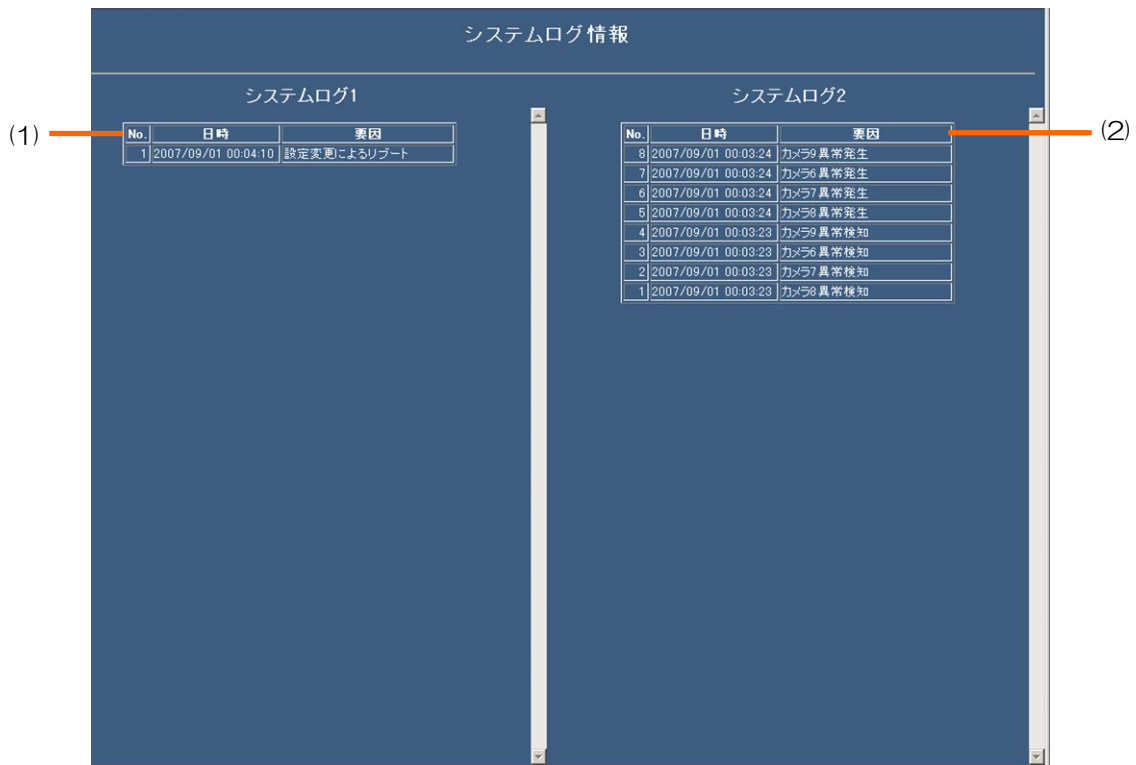 システムログ情報
システムログ1
(1)
No. 日時 要因
1 2007/09/01 00:04:10 設定変更によるリブート
システムログ2
(2)
No. 日時 要因
8 2007/09/01 00:03:24 カメラ9異常発生
7 2007/09/01 00:03:24 カメラ6異常発生
6 2007/09/01 00:03:24 カメラ7異常発生
5 2007/09/01 00:03:24 カメラ8異常発生
4 2007/09/01 00:03:23 カメラ9異常検知
3 2007/09/01 00:03:23 カメラ6異常検知
2 2007/09/01 00:03:23 カメラ7異常検知
1 2007/09/01 00:03:23 カメラ8異常検知